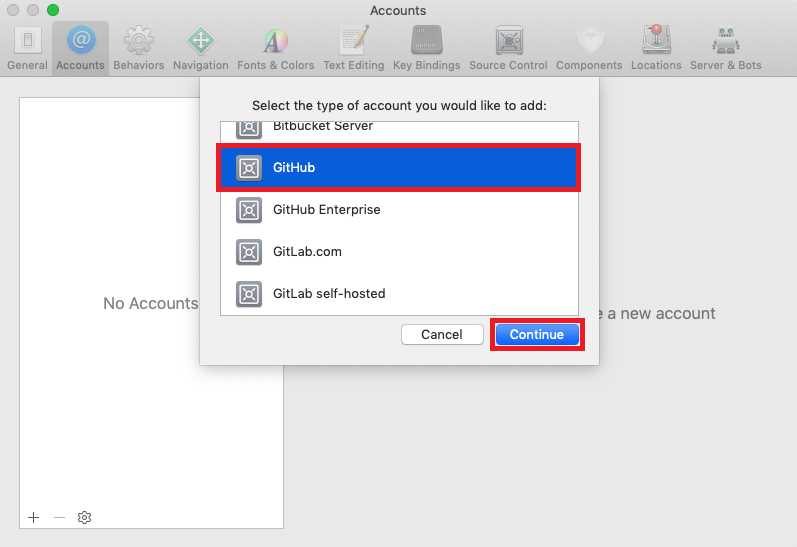 Accounts
General Accounts Behaviors Navigation Fonts & Colors Text Editing Key Bindings Source Control Components Locations Server & Bots
Select the type of account you would like to add:
Bitbucket Server
GitHub
GitHub Enterprise
GitLab.com
GitLab self-hosted
No Accounts
a new account
Cancel Continue